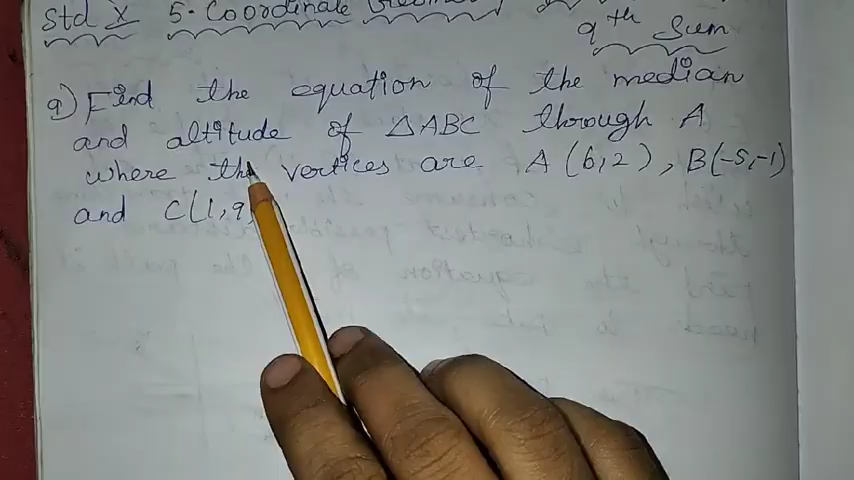 Std X 5. Coordinate
9th Sum
9) Find the equation of the median
and altitude of △ABC through A
where the vertices are A (6,2), B(-5,-1)
and C(1,9